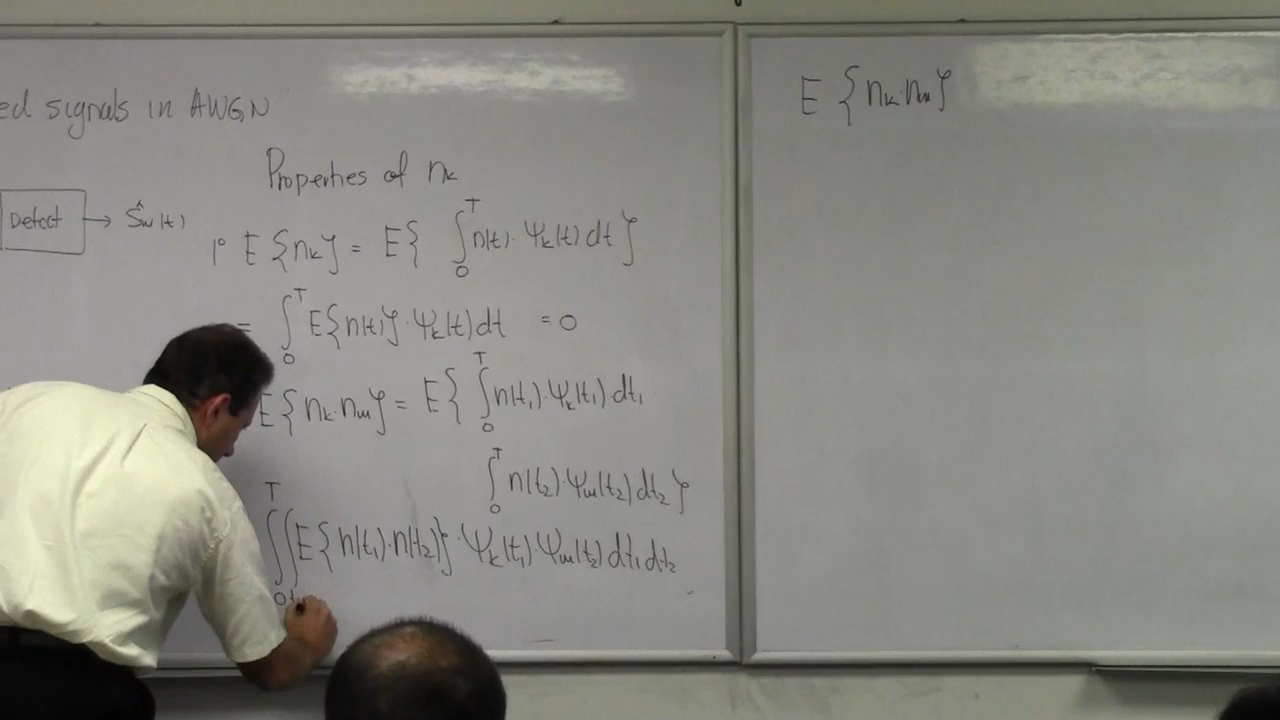 ed signals in AWGN
Properties of nₖ
Detect → Ŝₘ(t)
1° E{nₖ} = E{ ∫₀ᵀ n(t)·Ψₖ(t) dt }
= ∫₀ᵀ E{n(t)}·Ψₖ(t) dt = 0
E{nₖ·nₘ} = E{ ∫₀ᵀ n(t₁)·Ψₖ(t₁) dt₁·
∫₀ᵀ n(t₂)·Ψₘ(t₂) dt₂ }
∫∫₀ᵀ E{n(t₁)·n(t₂)}·Ψₖ(t₁)·Ψₘ(t₂) dt₁ dt₂
E{nₖ·nₘ}